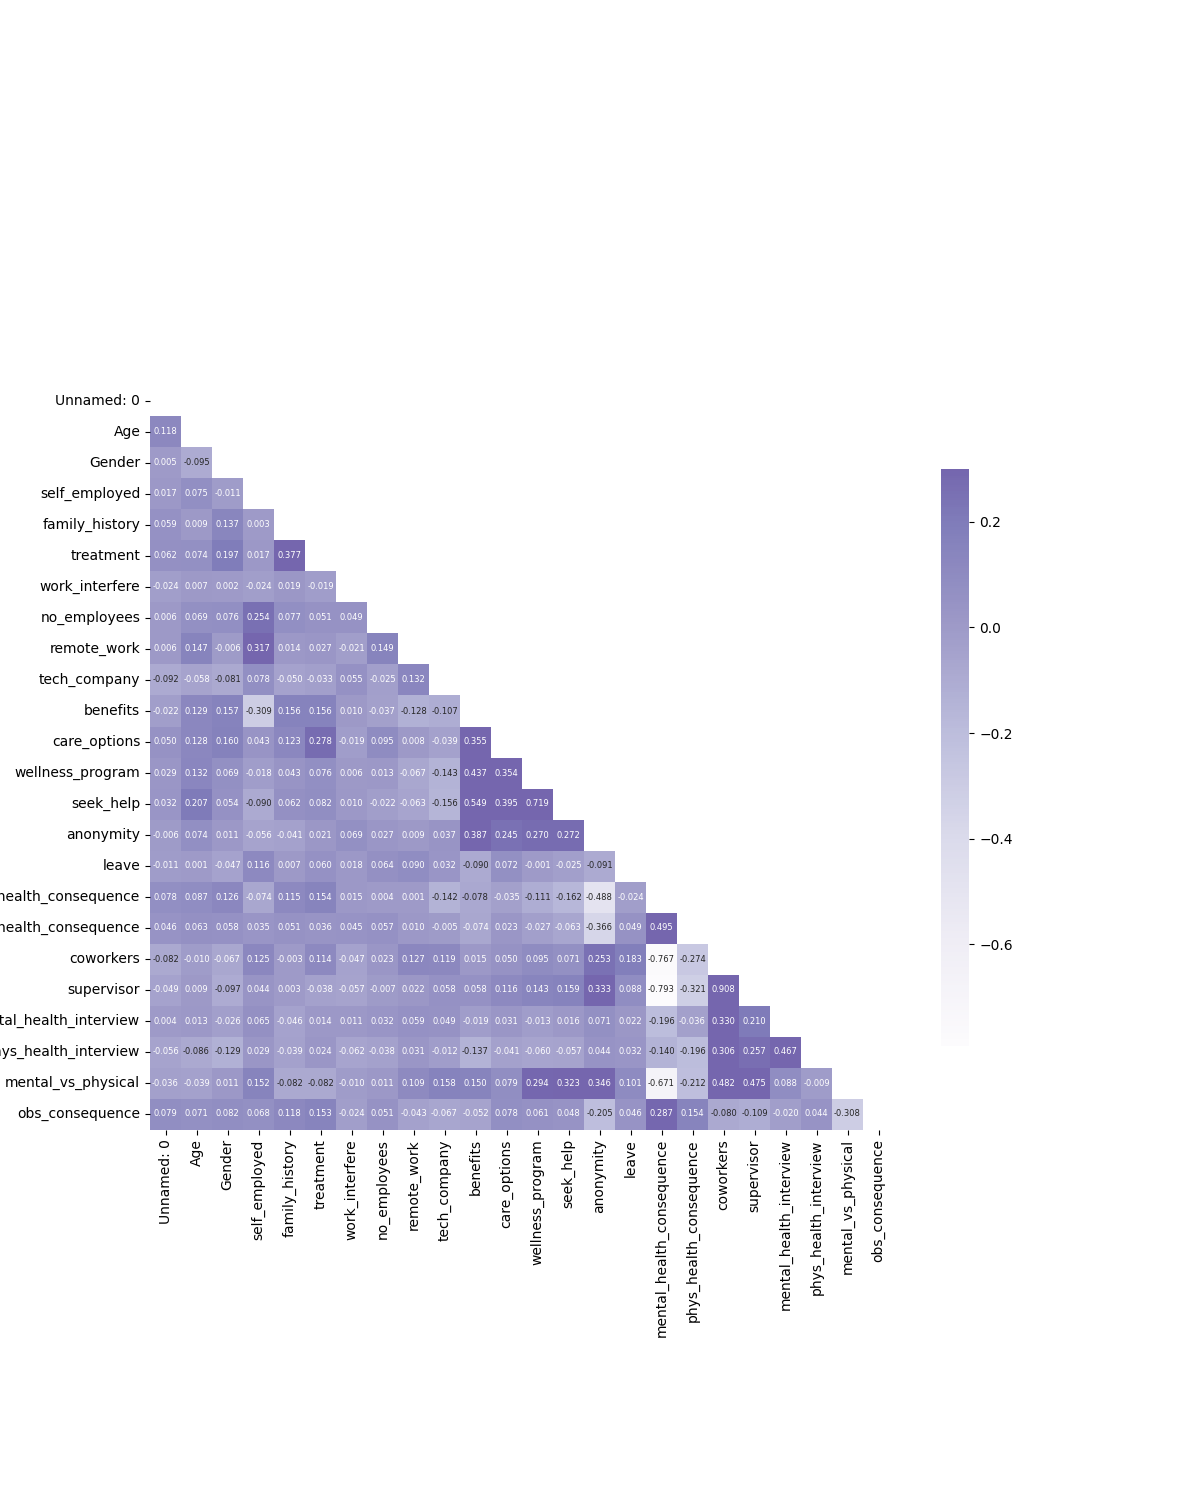 Unnamed: 0
Age 0.118
Gender 0.005 -0.095
self_employed 0.017 0.075 -0.011
family_history 0.059 0.009 0.137 0.003
treatment 0.062 0.074 0.197 0.017 0.377
work_interfere -0.024 0.007 0.002 -0.024 0.019 -0.019
no_employees 0.006 0.069 0.076 0.254 0.077 0.051 0.049
remote_work 0.006 0.147 -0.006 0.317 0.014 0.027 -0.021 0.149
tech_company -0.092 -0.058 -0.081 0.078 -0.050 -0.033 0.055 -0.025 0.132
benefits -0.022 0.129 0.157 -0.309 0.156 0.156 0.010 -0.037 -0.128 -0.107
care_options 0.050 0.128 0.160 0.043 0.123 0.278 -0.019 0.095 0.008 -0.039 0.355
wellness_program 0.029 0.132 0.069 -0.018 0.043 0.076 0.006 0.013 -0.067 -0.143 0.437 0.354
seek_help 0.032 0.207 0.054 -0.090 0.062 0.082 0.010 -0.022 -0.063 -0.156 0.549 0.395 0.719
anonymity -0.006 0.074 0.011 -0.056 -0.041 0.021 0.069 0.027 0.009 0.037 0.387 0.245 0.270 0.272
leave -0.011 0.001 -0.047 0.116 0.007 0.060 0.018 0.064 0.090 0.032 -0.090 0.072 -0.001 -0.025 -0.091
health_consequence 0.078 0.087 0.126 -0.074 0.115 0.154 0.015 0.004 0.001 -0.142 -0.078 -0.035 -0.111 -0.162 -0.488 -0.024
health_consequence 0.046 0.063 0.058 0.035 0.051 0.036 0.045 0.057 0.010 -0.005 -0.074 0.023 -0.027 -0.063 -0.366 0.049 0.495
coworkers -0.082 -0.010 -0.067 0.125 -0.003 0.114 -0.047 0.023 0.127 0.119 0.015 0.050 0.095 0.071 0.253 0.183 -0.767 -0.274
supervisor -0.049 0.009 -0.097 0.044 0.003 -0.038 -0.057 -0.007 0.022 0.058 0.058 0.116 0.143 0.159 0.333 0.088 -0.793 -0.321 0.908
tal_health_interview 0.004 0.013 -0.026 0.065 -0.046 0.014 0.011 0.032 0.059 0.049 -0.019 0.031 -0.013 0.016 0.071 0.022 -0.196 -0.036 0.330 0.210
hys_health_interview -0.056 -0.086 -0.129 0.029 -0.039 0.024 -0.062 -0.038 0.031 -0.012 -0.137 -0.041 -0.060 -0.057 0.044 0.032 -0.140 -0.196 0.306 0.257 0.467
mental_vs_physical -0.036 -0.039 0.011 0.152 -0.082 -0.082 -0.010 0.011 0.109 0.158 0.150 0.079 0.294 0.323 0.346 0.101 -0.671 -0.212 0.482 0.475 0.088 -0.009
obs_consequence 0.079 0.071 0.082 0.068 0.118 0.153 -0.024 0.051 -0.043 -0.067 -0.052 0.078 0.061 0.048 -0.205 0.046 0.287 0.154 -0.080 -0.109 -0.020 0.044 -0.308
Unnamed: 0
Age
Gender
self_employed
family_history
treatment
work_interfere
no_employees
remote_work
tech_company
benefits
care_options
wellness_program
seek_help
anonymity
leave
mental_health_consequence
phys_health_consequence
coworkers
supervisor
mental_health_interview
phys_health_interview
mental_vs_physical
obs_consequence
0.2
0.0
−0.2
−0.4
−0.6